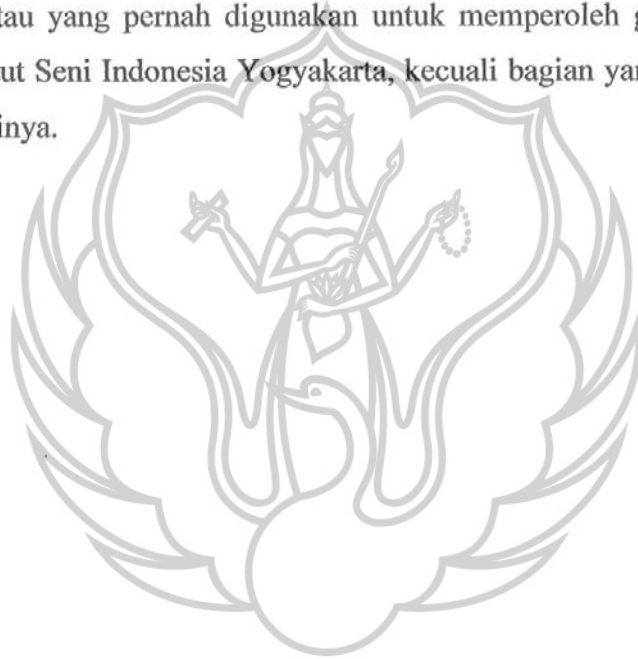 tau yang pernah digunakan untuk memperoleh g
ut Seni Indonesia Yogyakarta, kecuali bagian yan
inya.